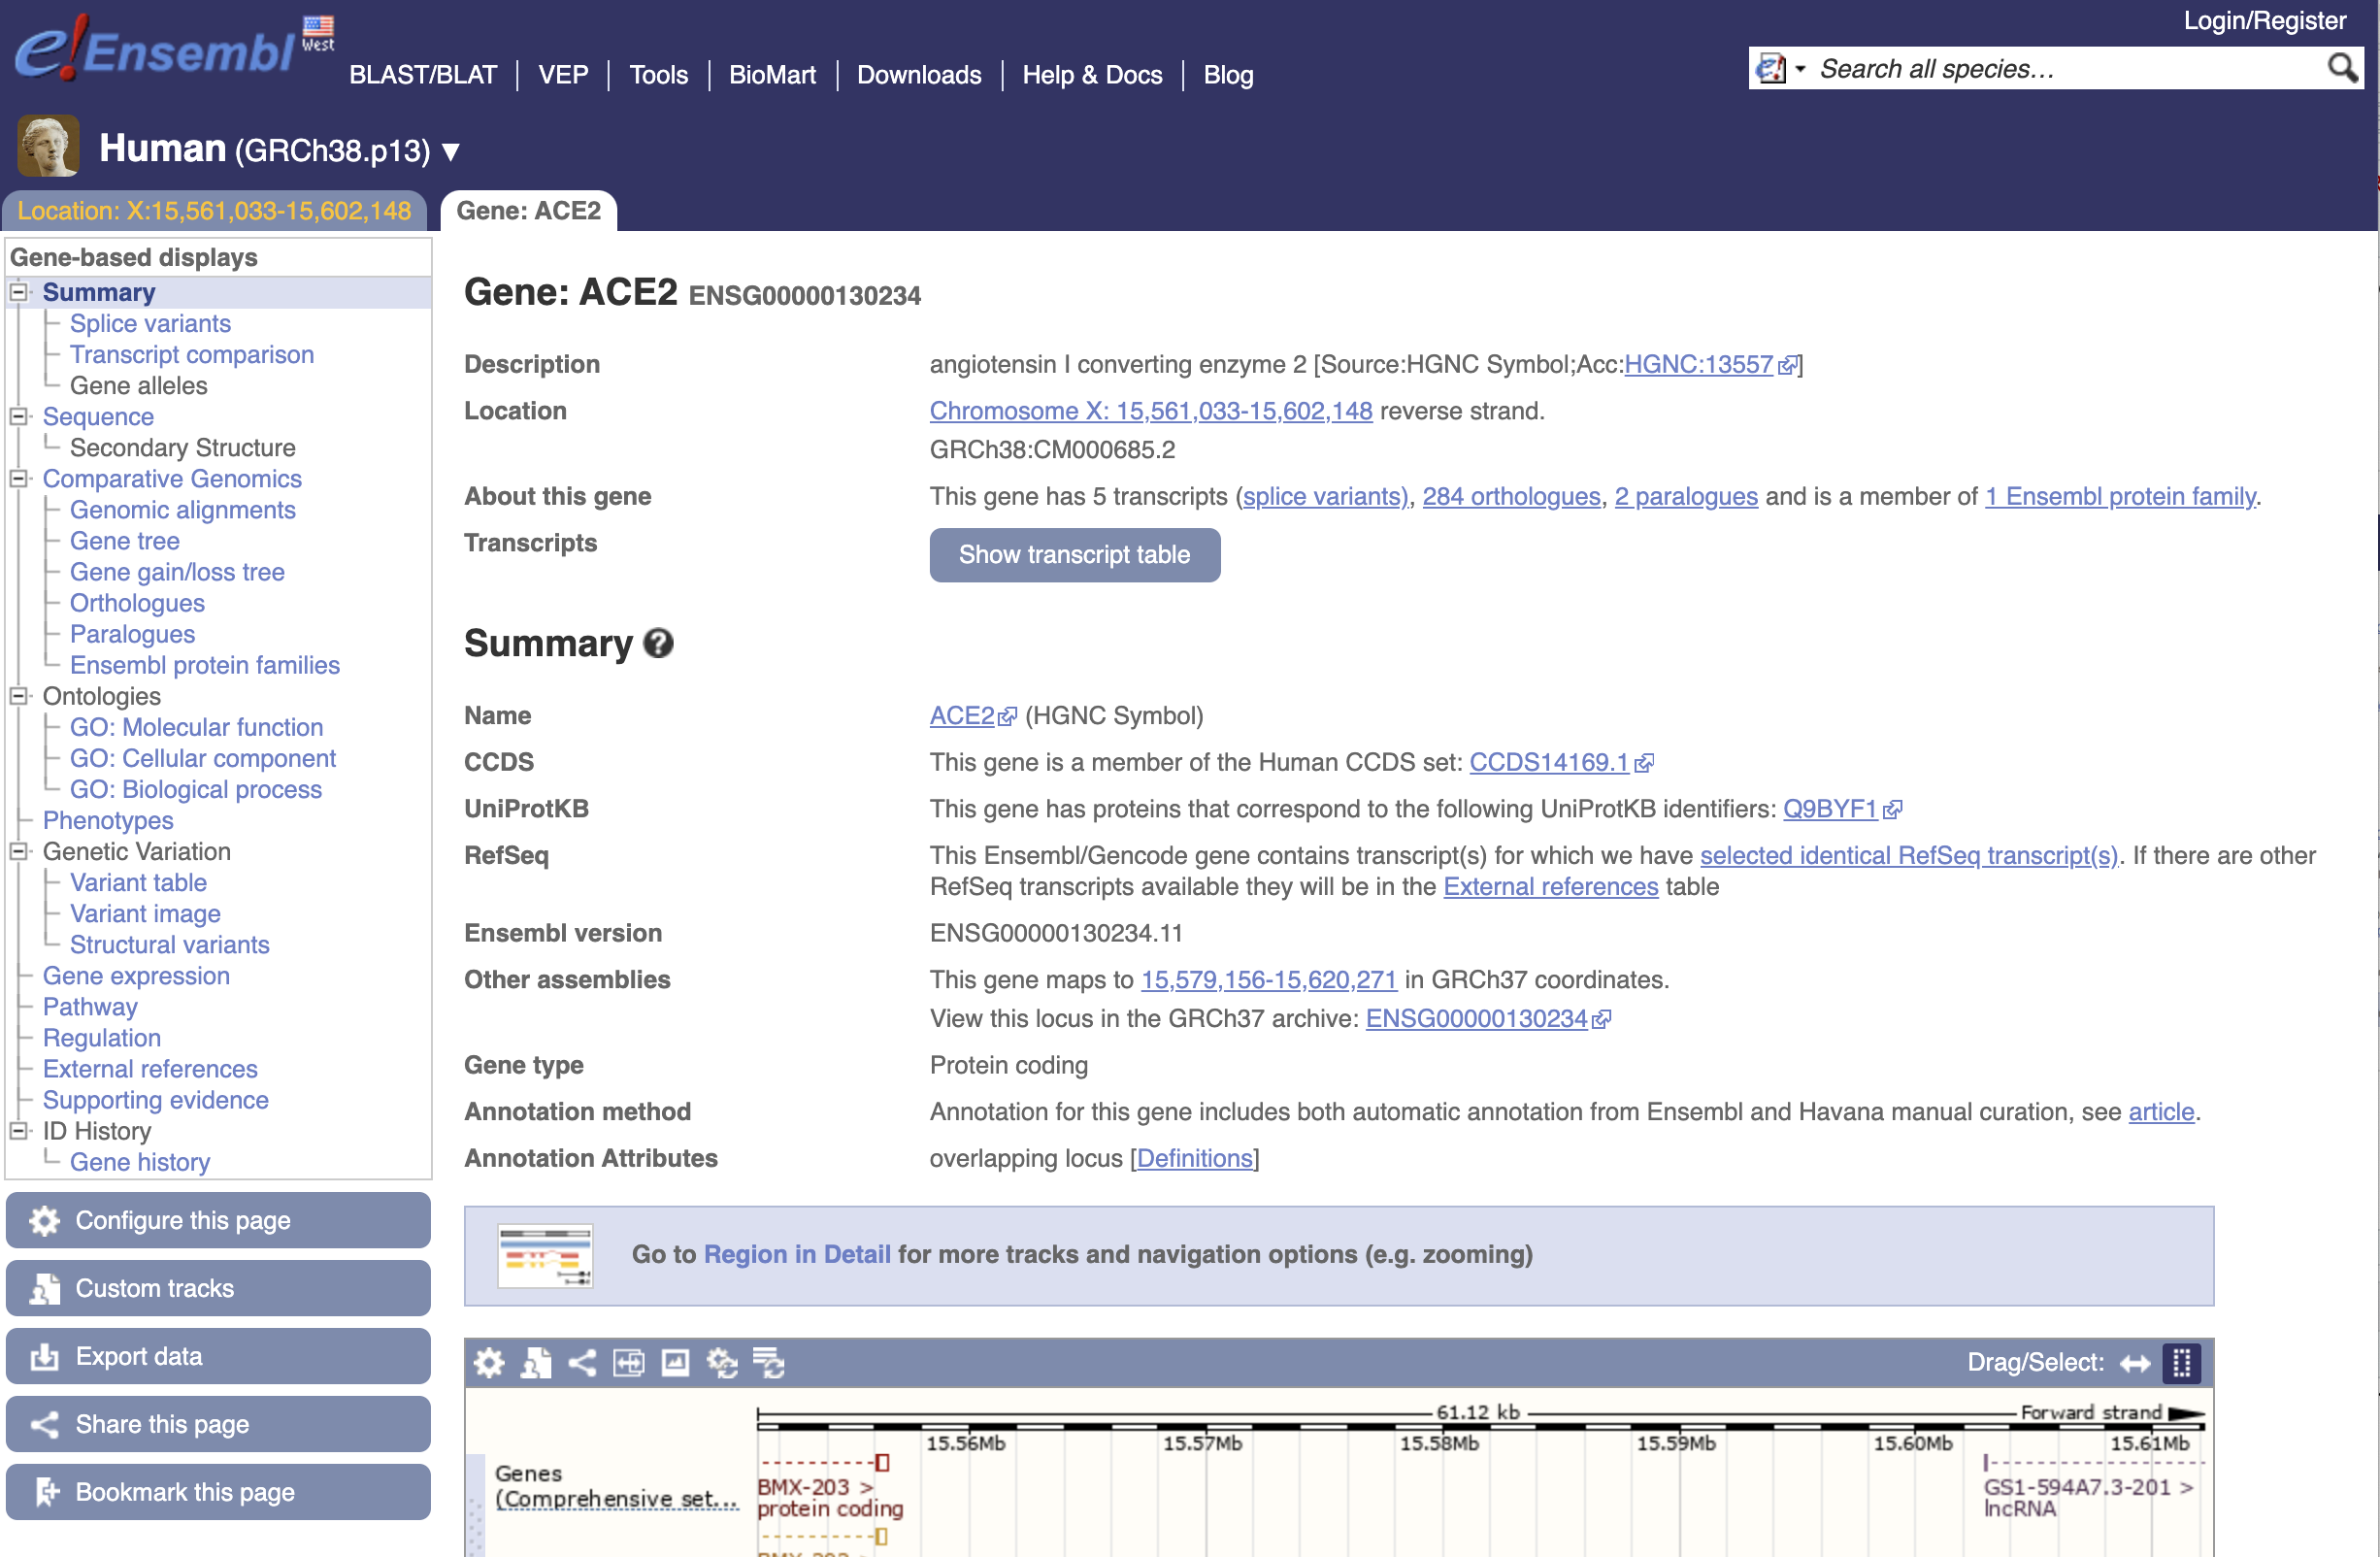 e!Ensembl West
Login/Register
BLAST/BLAT VEP Tools BioMart Downloads Help & Docs Blog
e! Search all species…
Human (GRCh38.p13) ▼
Location: X:15,561,033-15,602,148
Gene: ACE2
Gene-based displays
Summary
Splice variants
Transcript comparison
Gene alleles
Sequence
Secondary Structure
Comparative Genomics
Genomic alignments
Gene tree
Gene gain/loss tree
Orthologues
Paralogues
Ensembl protein families
Ontologies
GO: Molecular function
GO: Cellular component
GO: Biological process
Phenotypes
Genetic Variation
Variant table
Variant image
Structural variants
Gene expression
Pathway
Regulation
External references
Supporting evidence
ID History
Gene history
Configure this page
Custom tracks
Export data
Share this page
Bookmark this page
Gene: ACE2 ENSG00000130234
Description angiotensin I converting enzyme 2 [Source:HGNC Symbol;Acc:HGNC:13557]
Location Chromosome X: 15,561,033-15,602,148 reverse strand.
GRCh38:CM000685.2
About this gene This gene has 5 transcripts (splice variants), 284 orthologues, 2 paralogues and is a member of 1 Ensembl protein family.
Transcripts Show transcript table
Summary ?
Name ACE2 (HGNC Symbol)
CCDS This gene is a member of the Human CCDS set: CCDS14169.1
UniProtKB This gene has proteins that correspond to the following UniProtKB identifiers: Q9BYF1
RefSeq This Ensembl/Gencode gene contains transcript(s) for which we have selected identical RefSeq transcript(s). If there are other
RefSeq transcripts available they will be in the External references table
Ensembl version ENSG00000130234.11
Other assemblies This gene maps to 15,579,156-15,620,271 in GRCh37 coordinates.
View this locus in the GRCh37 archive: ENSG00000130234
Gene type Protein coding
Annotation method Annotation for this gene includes both automatic annotation from Ensembl and Havana manual curation, see article.
Annotation Attributes overlapping locus [Definitions]
Go to Region in Detail for more tracks and navigation options (e.g. zooming)
Drag/Select:
61.12 kb Forward strand
15.56Mb 15.57Mb 15.58Mb 15.59Mb 15.60Mb 15.61Mb
Genes
(Comprehensive set...
BMX-203 >
protein coding
GS1-594A7.3-201 >
lncRNA